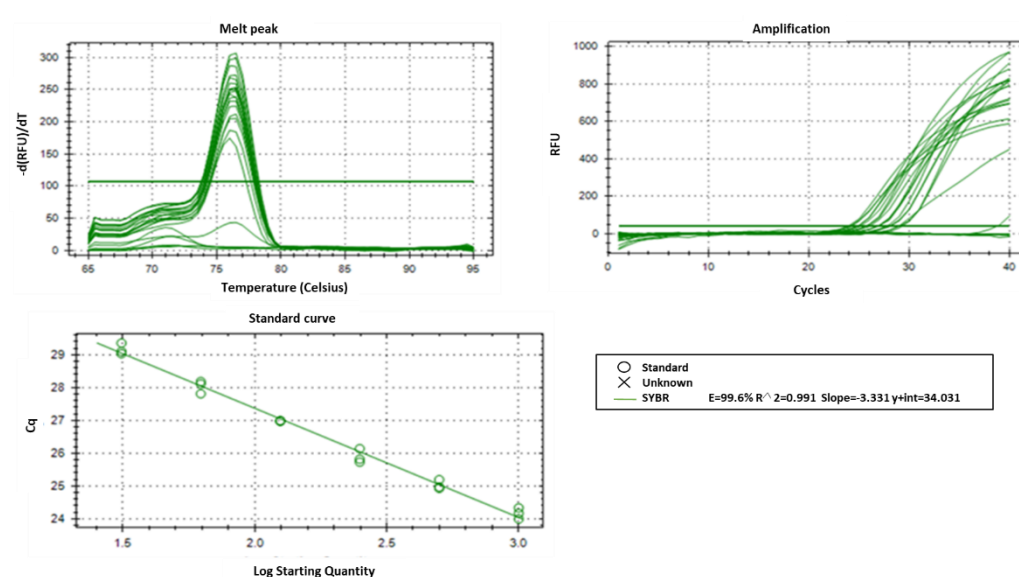 Melt peak
300
250
200
150
100
50
0
-d(RFU)/dT
65
70
75
80
85
90
95
Temperature (Celsius)
Amplification
1000
800
600
400
200
0
RFU
0
10
20
30
40
Cycles
Standard curve
29
28
27
26
25
24
Cq
1.5
2.0
2.5
3.0
Log Starting Quantity
Standard
Unknown
SYBR E=99.6% R^2=0.991 Slope=-3.331 y+int=34.031